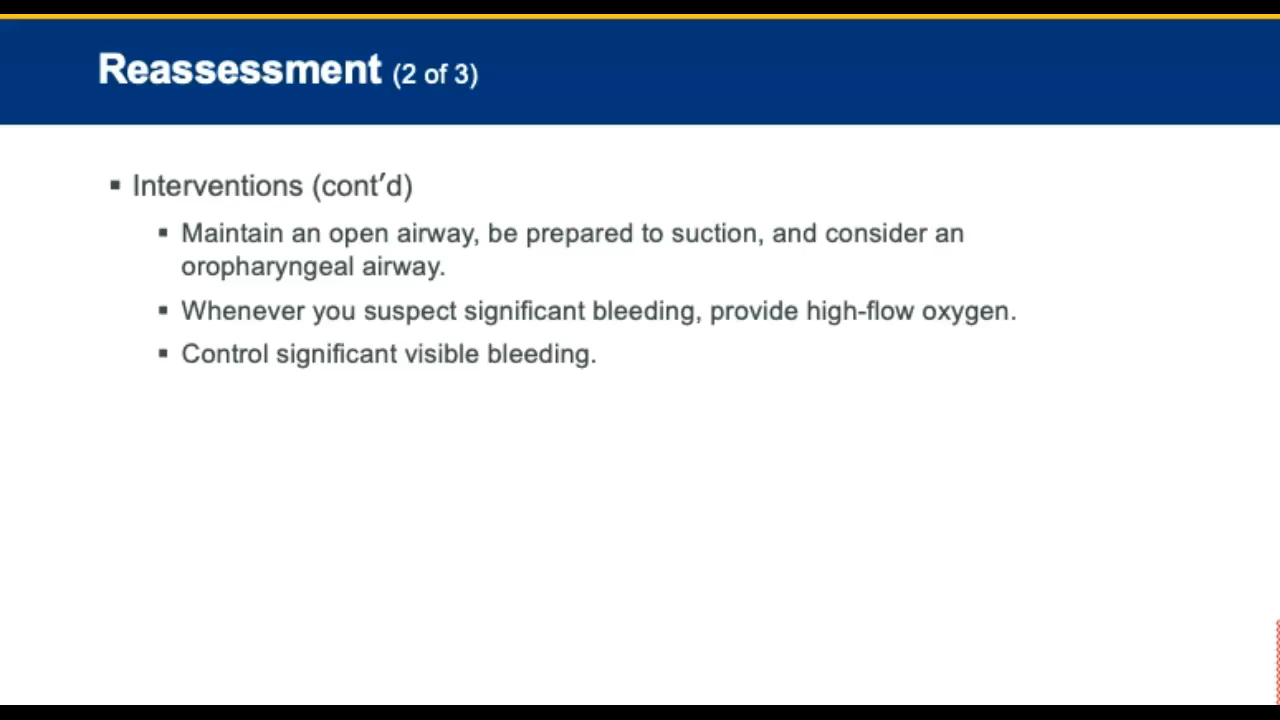 Reassessment (2 of 3)
▪ Interventions (cont′d)
▪ Maintain an open airway, be prepared to suction, and consider an
oropharyngeal airway.
▪ Whenever you suspect significant bleeding, provide high-flow oxygen.
▪ Control significant visible bleeding.